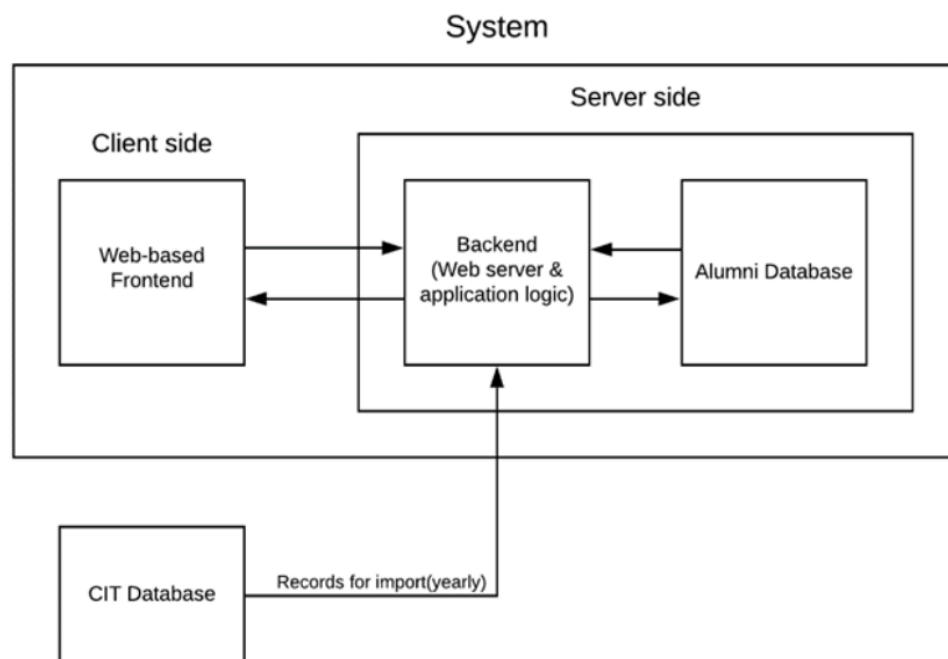 System
Server side
Client side
Web-based
Frontend
Backend
(Web server &
application logic)
Alumni Database
CIT Database
Records for import(yearly)